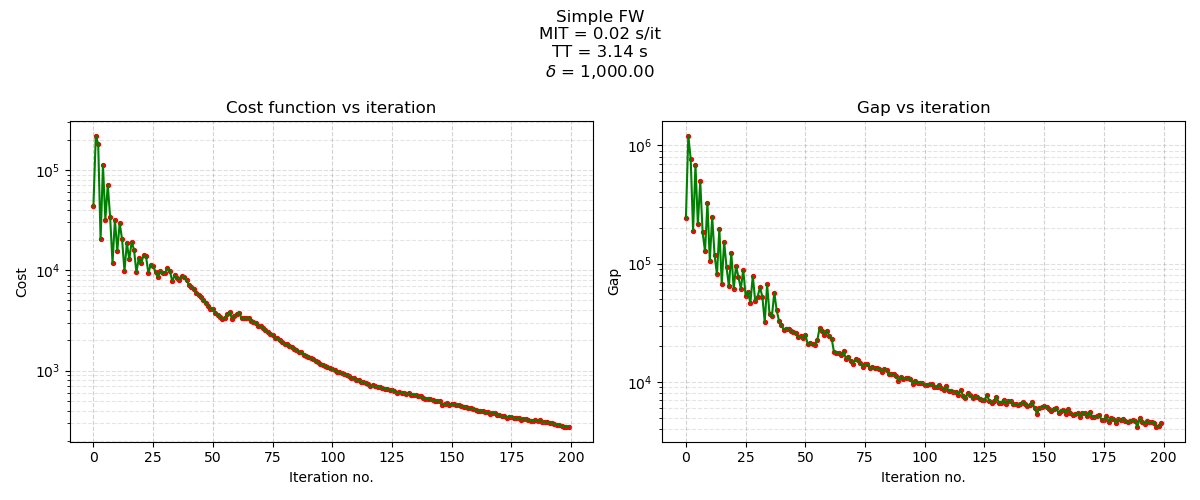 Simple FW
MIT = 0.02 s/it
TT = 3.14 s
δ = 1,000.00
Cost function vs iteration
Cost
10⁵
10⁴
10³
0 25 50 75 100 125 150 175 200
Iteration no.
Gap vs iteration
Gap
10⁶
10⁵
10⁴
0 25 50 75 100 125 150 175 200
Iteration no.